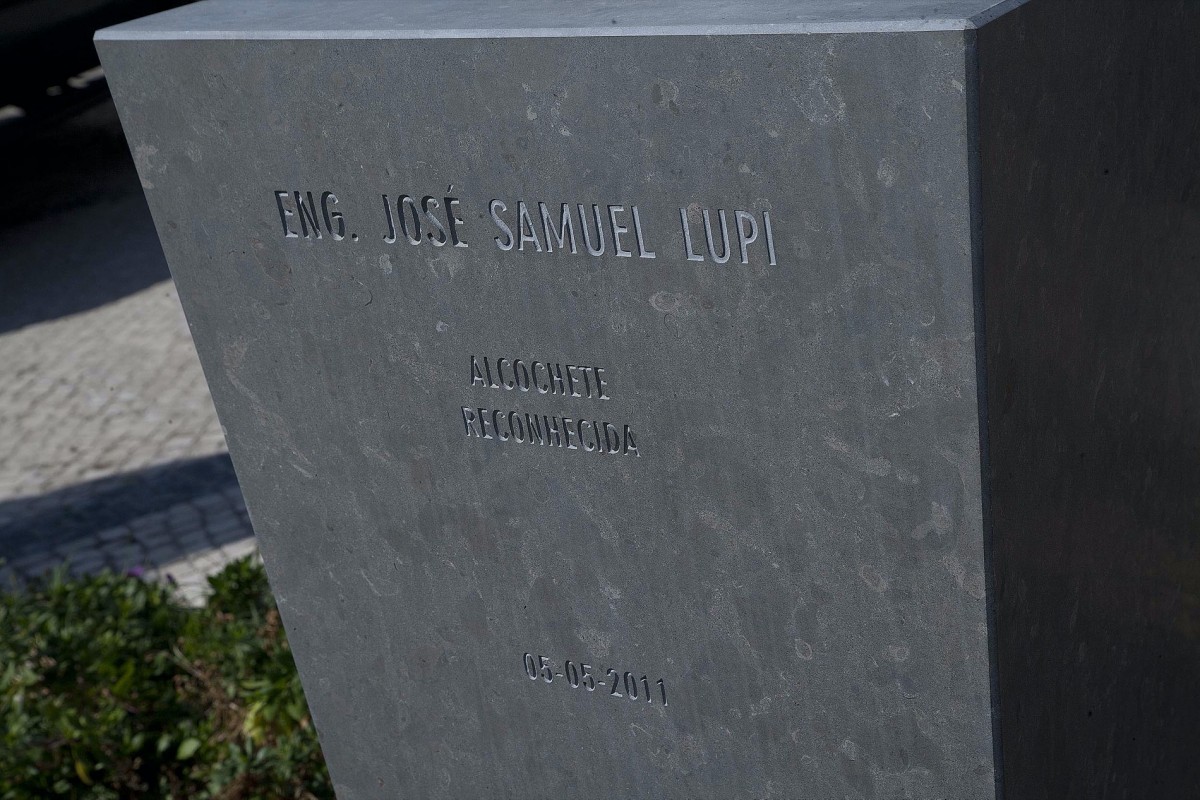 ENG. JOSÉ SAMUEL LUPI
ALCOCHETE
RECONHECIDA
05-05-2011